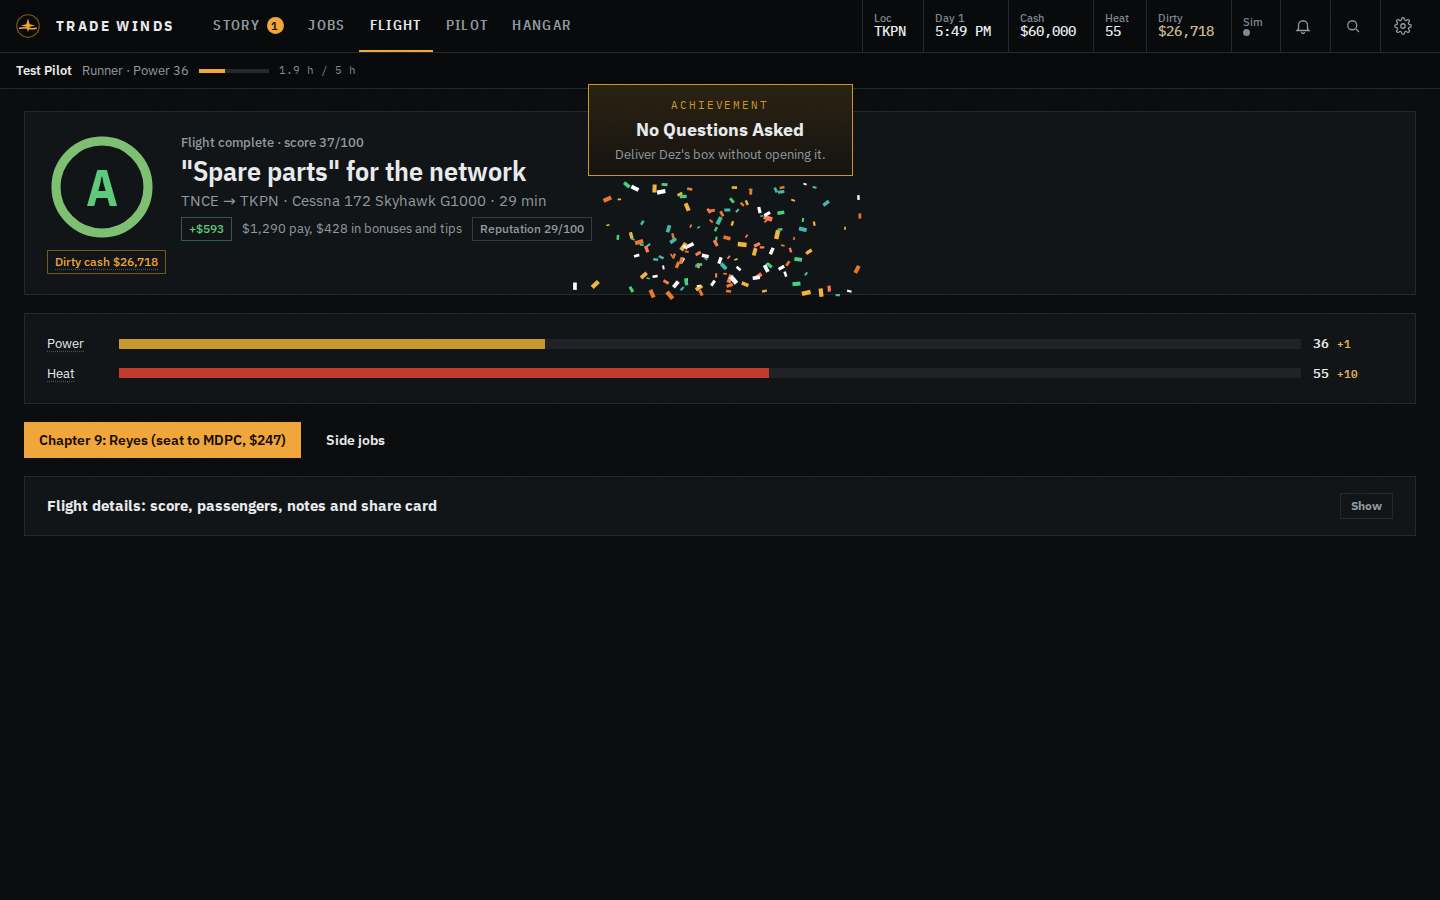 TRADE WINDS
STORY 1 JOBS FLIGHT PILOT HANGAR
Loc TKPN
Day 1 5:49 PM
Cash $60,000
Heat 55
Dirty $26,718
Sim
Test Pilot Runner · Power 36 1.9 h / 5 h
ACHIEVEMENT
No Questions Asked
Deliver Dez's box without opening it.
A
Flight complete · score 37/100
"Spare parts" for the network
TNCE → TKPN · Cessna 172 Skyhawk G1000 · 29 min
+$593 $1,290 pay, $428 in bonuses and tips Reputation 29/100
Dirty cash $26,718
Power 36 +1
Heat 55 +10
Chapter 9: Reyes (seat to MDPC, $247) Side jobs
Flight details: score, passengers, notes and share card Show